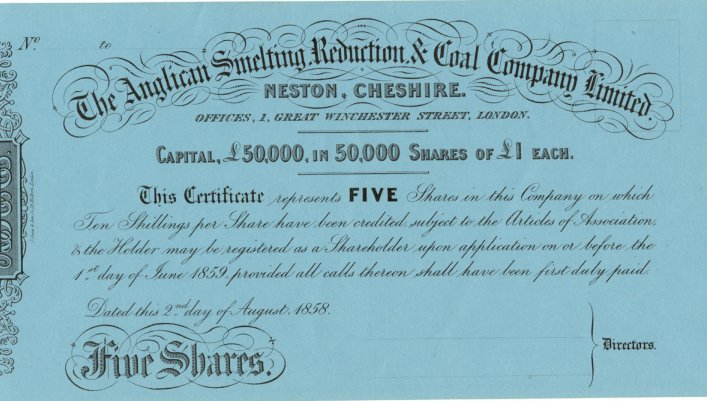 Nº to
The Anglican Smelting, Reduction, & Coal Company Limited.
NESTON, CHESHIRE.
OFFICES, 1, GREAT WINCHESTER STREET, LONDON.
CAPITAL, £50,000, IN 50,000 SHARES OF £1 EACH.
This Certificate represents FIVE Shares in this Company on which
Ten Shillings per Share have been credited, subject to the Articles of Association,
& the Holder may be registered as a Shareholder upon application on or before the
1st day of June 1859, provided all calls thereon shall have been first duly paid.
Dated this 2nd day of August, 1858.
Five Shares.
Directors.